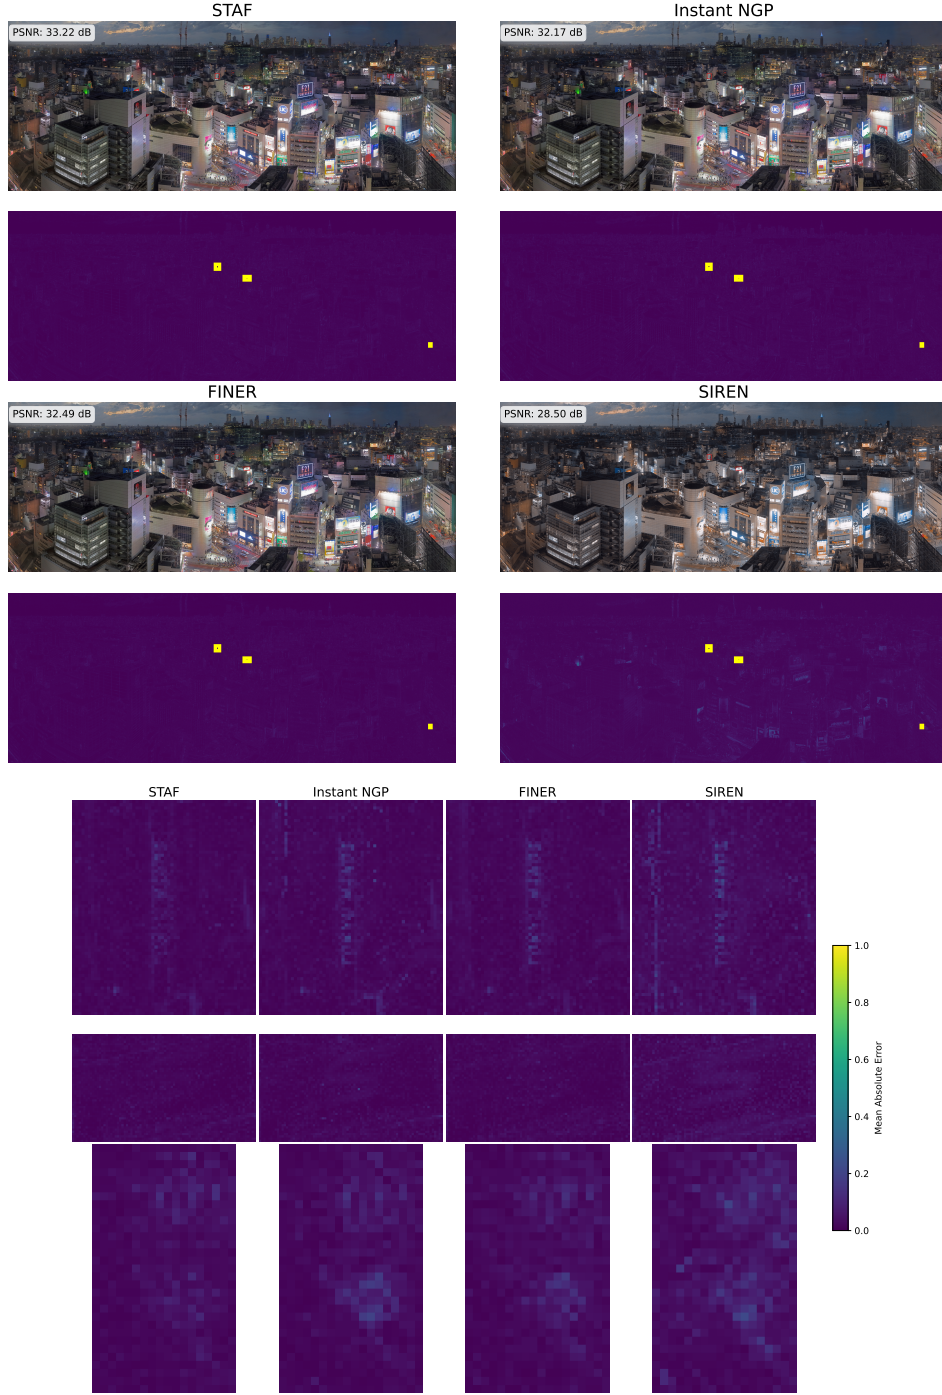 STAF
Instant NGP
PSNR: 33.22 dB
PSNR: 32.17 dB
FINER
SIREN
PSNR: 32.49 dB
PSNR: 28.50 dB
STAF
Instant NGP
FINER
SIREN
1.0
0.8
0.6
0.4
0.2
0.0
Mean Absolute Error